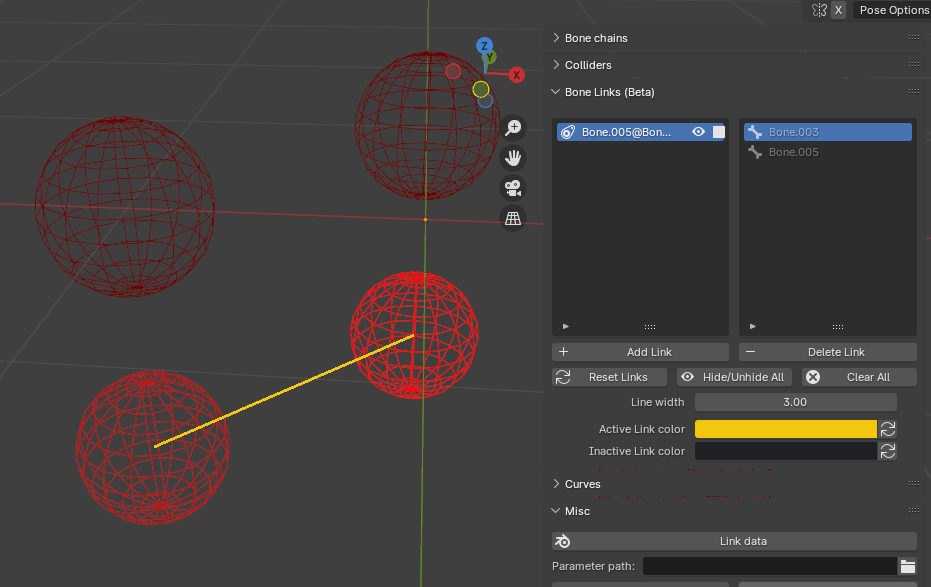 X Pose Options
Z
Y
X
Bone chains
Colliders
Bone Links (Beta)
Bone.005@Bon...
Bone.003
Bone.005
Add Link
Delete Link
Reset Links
Hide/Unhide All
Clear All
Line width 3.00
Active Link color
Inactive Link color
Curves
Misc
Link data
Parameter path: